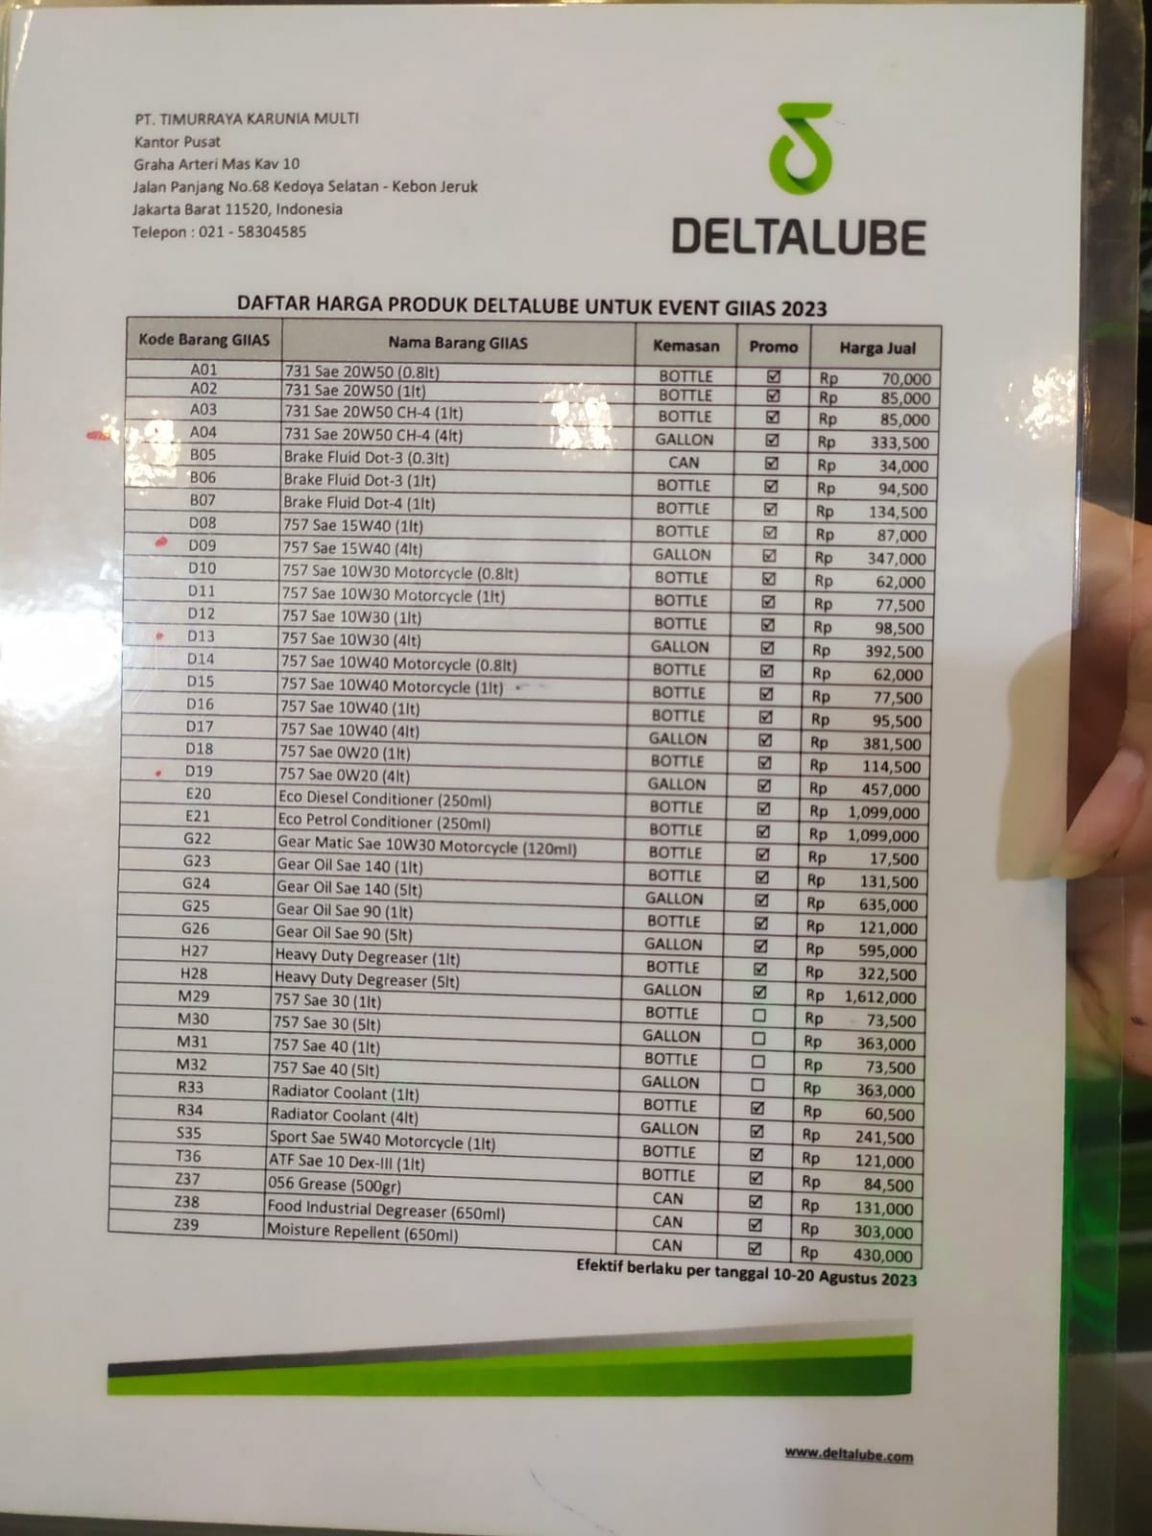 PT. TIMURRAYA KARUNIA MULTI
Kantor Pusat
Graha Arteri Mas Kav 10
Jalan Panjang No.68 Kedoya Selatan - Kebon Jeruk
Jakarta Barat 11520, Indonesia
Telepon : 021 - 58304585
DELTALUBE
DAFTAR HARGA PRODUK DELTALUBE UNTUK EVENT GIIAS 2023
Kode Barang GIIAS Nama Barang GIIAS Kemasan Promo Harga Jual
A01 731 Sae 20W50 (0.8lt) BOTTLE ☑ Rp 70,000
A02 731 Sae 20W50 (1lt) BOTTLE ☑ Rp 85,000
A03 731 Sae 20W50 CH-4 (1lt) BOTTLE ☑ Rp 85,000
A04 731 Sae 20W50 CH-4 (4lt) GALLON ☑ Rp 333,500
B05 Brake Fluid Dot-3 (0.3lt) CAN ☑ Rp 34,000
B06 Brake Fluid Dot-3 (1lt) BOTTLE ☑ Rp 94,500
B07 Brake Fluid Dot-4 (1lt) BOTTLE ☑ Rp 134,500
D08 757 Sae 15W40 (1lt) BOTTLE ☑ Rp 87,000
D09 757 Sae 15W40 (4lt) GALLON ☑ Rp 347,000
D10 757 Sae 10W30 Motorcycle (0.8lt) BOTTLE ☑ Rp 62,000
D11 757 Sae 10W30 Motorcycle (1lt) BOTTLE ☑ Rp 77,500
D12 757 Sae 10W30 (1lt) BOTTLE ☑ Rp 98,500
D13 757 Sae 10W30 (4lt) GALLON ☑ Rp 392,500
D14 757 Sae 10W40 Motorcycle (0.8lt) BOTTLE ☑ Rp 62,000
D15 757 Sae 10W40 Motorcycle (1lt) BOTTLE ☑ Rp 77,500
D16 757 Sae 10W40 (1lt) BOTTLE ☑ Rp 95,500
D17 757 Sae 10W40 (4lt) GALLON ☑ Rp 381,500
D18 757 Sae 0W20 (1lt) BOTTLE ☑ Rp 114,500
D19 757 Sae 0W20 (4lt) GALLON ☑ Rp 457,000
E20 Eco Diesel Conditioner (250ml) BOTTLE ☑ Rp 1,099,000
E21 Eco Petrol Conditioner (250ml) BOTTLE ☑ Rp 1,099,000
G22 Gear Matic Sae 10W30 Motorcycle (120ml) BOTTLE ☑ Rp 17,500
G23 Gear Oil Sae 140 (1lt) BOTTLE ☑ Rp 131,500
G24 Gear Oil Sae 140 (5lt) GALLON ☑ Rp 635,000
G25 Gear Oil Sae 90 (1lt) BOTTLE ☑ Rp 121,000
G26 Gear Oil Sae 90 (5lt) GALLON ☑ Rp 595,000
H27 Heavy Duty Degreaser (1lt) BOTTLE ☑ Rp 322,500
H28 Heavy Duty Degreaser (5lt) GALLON ☑ Rp 1,612,000
M29 757 Sae 30 (1lt) BOTTLE ☐ Rp 73,500
M30 757 Sae 30 (5lt) GALLON ☐ Rp 363,000
M31 757 Sae 40 (1lt) BOTTLE ☐ Rp 73,500
M32 757 Sae 40 (5lt) GALLON ☐ Rp 363,000
R33 Radiator Coolant (1lt) BOTTLE ☑ Rp 60,500
R34 Radiator Coolant (4lt) GALLON ☑ Rp 241,500
S35 Sport Sae 5W40 Motorcycle (1lt) BOTTLE ☑ Rp 121,000
T36 ATF Sae 10 Dex-III (1lt) BOTTLE ☑ Rp 84,500
Z37 056 Grease (500gr) CAN ☑ Rp 131,000
Z38 Food Industrial Degreaser (650ml) CAN ☑ Rp 303,000
Z39 Moisture Repellent (650ml) CAN ☑ Rp 430,000
Efektif berlaku per tanggal 10-20 Agustus 2023
www.deltalube.com